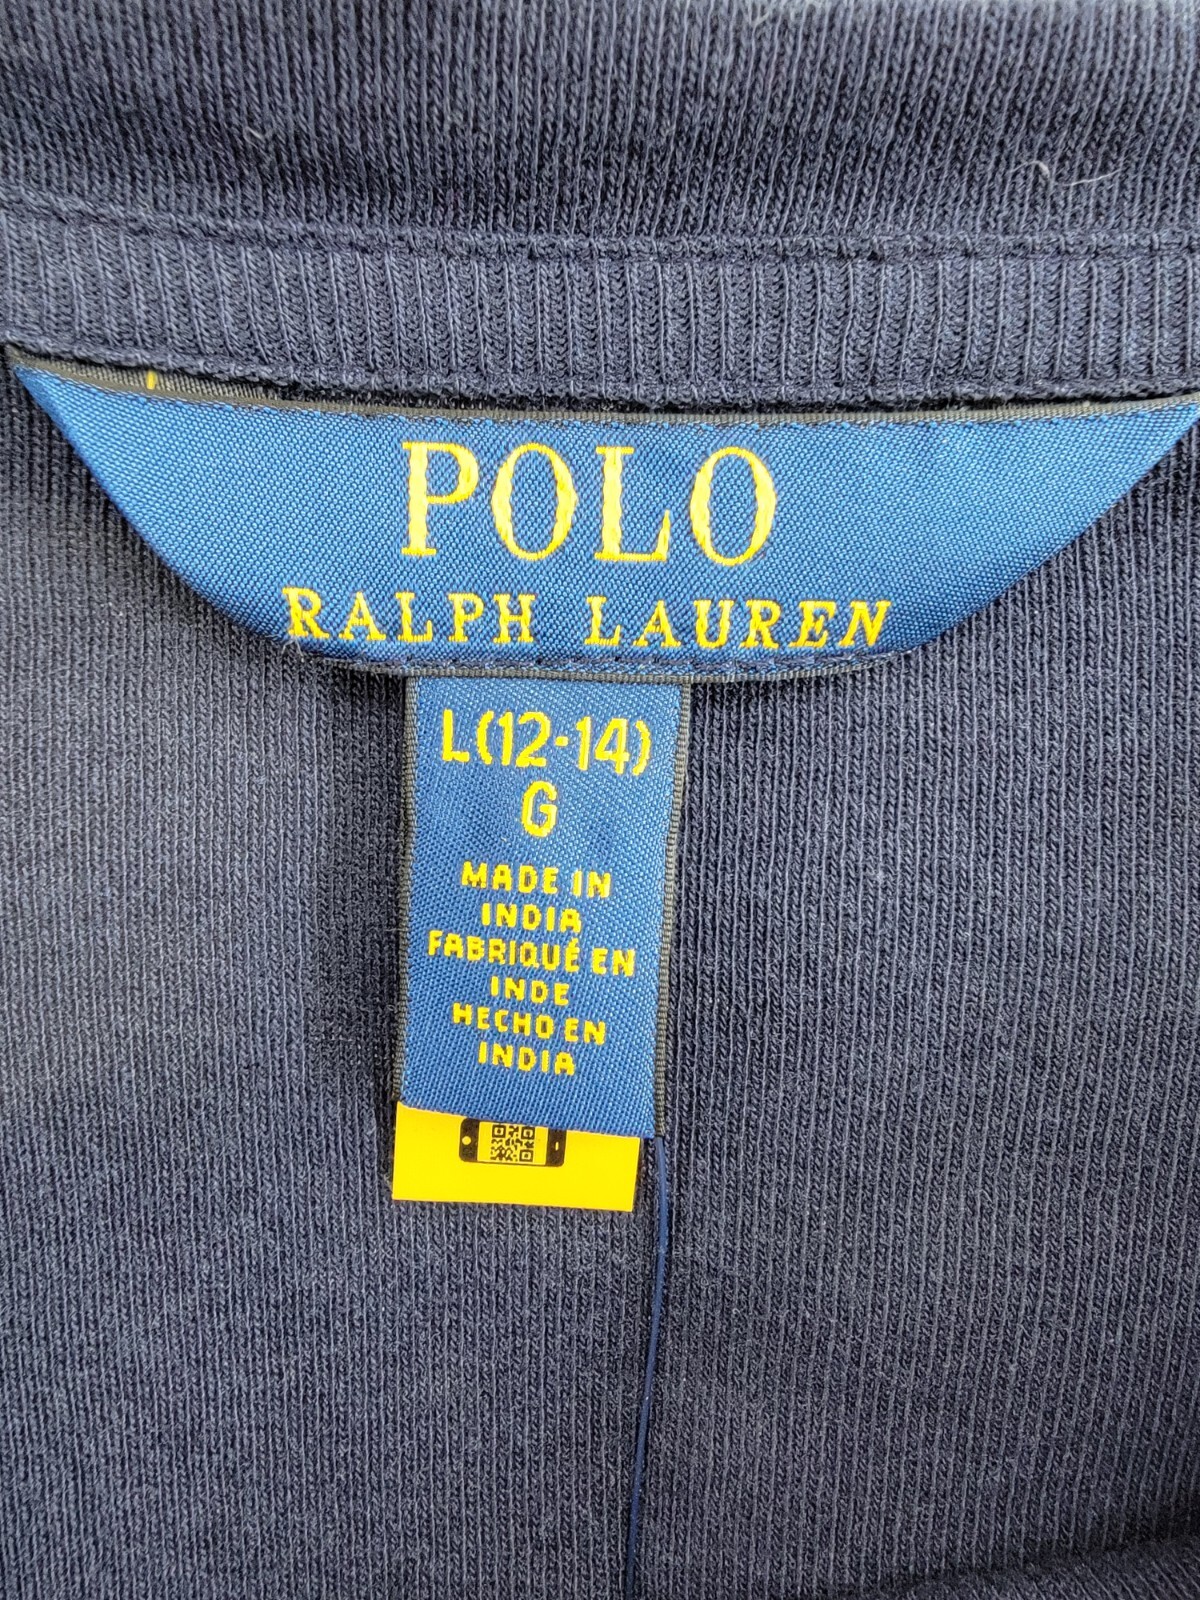 POLO
RALPH LAUREN
L(12-14)
G
MADE IN
INDIA
FABRIQUÉ EN
INDE
HECHO EN
INDIA